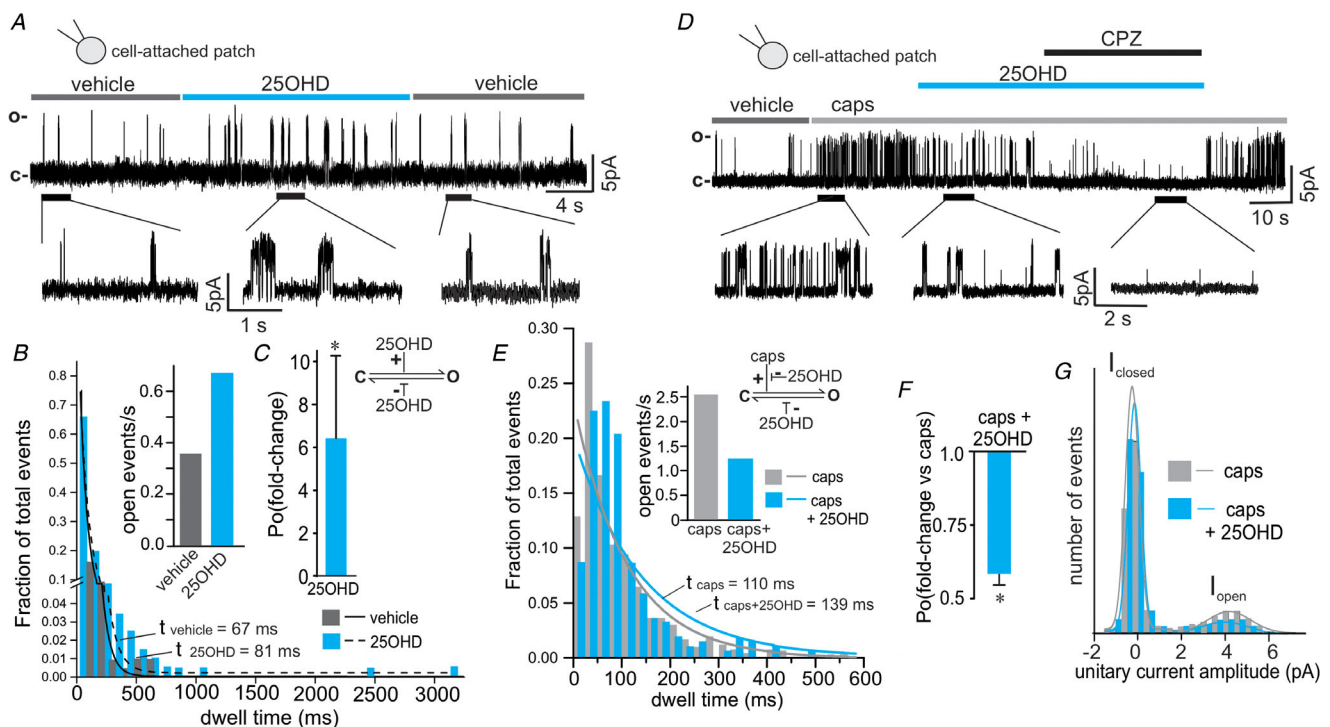 A
cell-attached patch
vehicle 25OHD vehicle
o-
c-
5pA
4 s
5pA
1 s
B
Fraction of total events
0.8
0.7
0.6
0.5
0.4
0.3
0.2
0.1
0.04
0.03
0.02
0.01
0.00
0 500 1000 1500 2000 2500 3000
dwell time (ms)
open events/s
0.6
0.4
0.2
0.0
vehicle 25OHD
t vehicle = 67 ms
t 25OHD = 81 ms
C
Po(fold-change)
10
8
6
4
2
0
*
25OHD
25OHD
+
C O
-
25OHD
vehicle
25OHD
D
cell-attached patch
CPZ
25OHD
vehicle caps
o-
c-
5pA
10 s
5pA
2 s
E
Fraction of total events
0.30
0.25
0.20
0.15
0.10
0.05
0.00
0 100 200 300 400 500 600
dwell time (ms)
open events/s
2.5
2.0
1.5
1.0
0.5
0
caps caps+
25OHD
caps
+ - 25OHD
C O
-
25OHD
caps
caps
+ 25OHD
t caps = 110 ms
t caps+25OHD = 139 ms
F
caps +
25OHD
Po(fold-change vs caps)
1.0
0.75
0.5
*
G
I closed
I open
number of events
caps
caps
+ 25OHD
-2 0 2 4 6
unitary current amplitude (pA)